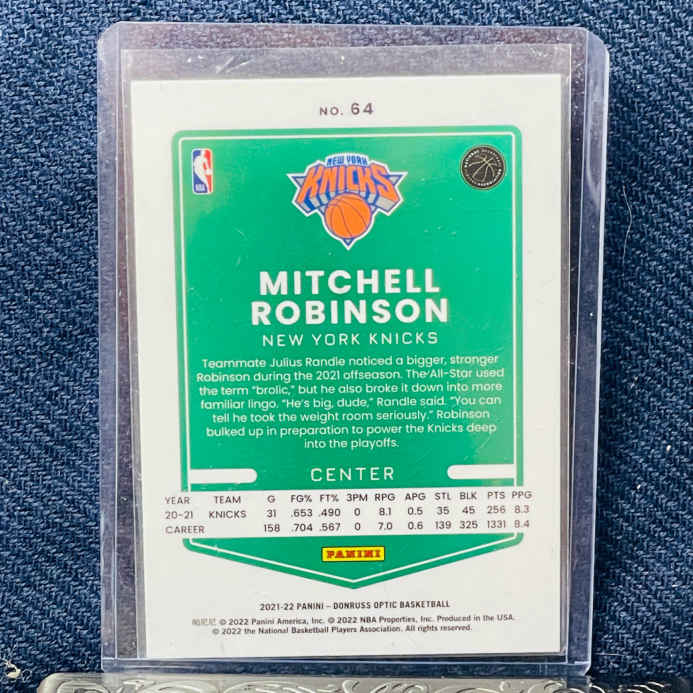 NO. 64
NBA
NEW YORK
KNICKS
MITCHELL
ROBINSON
NEW YORK KNICKS
Teammate Julius Randle noticed a bigger, stronger
Robinson during the 2021 offseason. The All-Star used
the term “brolic,” but he also broke it down into more
familiar lingo. “He’s big, dude,” Randle said. “You can
tell he took the weight room seriously.” Robinson
bulked up in preparation to power the Knicks deep
into the playoffs.
CENTER
YEAR TEAM G FG% FT% 3PM RPG APG STL BLK PTS PPG
20-21 KNICKS 31 .653 .490 0 8.1 0.5 35 45 256 8.3
CAREER 158 .704 .567 0 7.0 0.6 139 325 1331 8.4
PANINI
2021-22 PANINI – DONRUSS OPTIC BASKETBALL
帕尼尼 © 2022 Panini America, Inc. © 2022 NBA Properties, Inc. Produced in the USA.
© 2022 the National Basketball Players Association. All rights reserved.